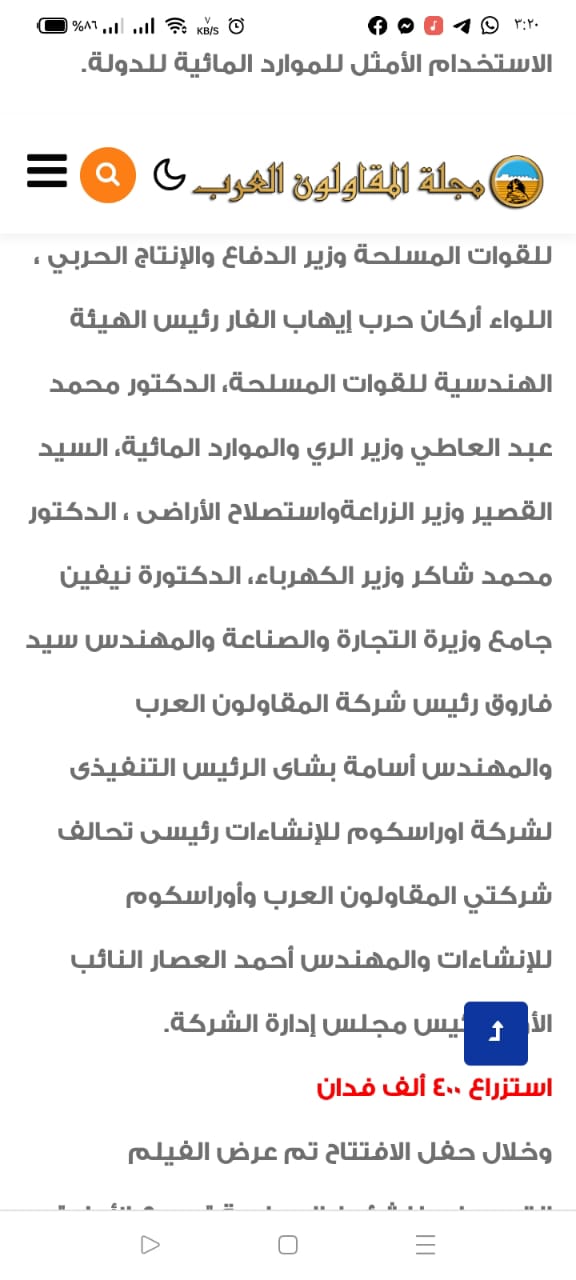 %٨٦ V KB/S ٣:٢٠
الاستخدام الأمثل للموارد المائية للدولة.
مجلة المقاولون العرب
للقوات المسلحة وزير الدفاع والإنتاج الحربي ،
اللواء أركان حرب إيهاب الفار رئيس الهيئة
الهندسية للقوات المسلحة، الدكتور محمد
عبد العاطي وزير الري والموارد المائية، السيد
القصير وزير الزراعةواستصلاح الأراضى ، الدكتور
محمد شاكر وزير الكهرباء، الدكتورة نيفين
جامع وزيرة التجارة والصناعة والمهندس سيد
فاروق رئيس شركة المقاولون العرب
والمهندس أسامة بشاى الرئيس التنفيذى
لشركة اوراسكوم للإنشاءات رئيسى تحالف
شركتي المقاولون العرب وأوراسكوم
للإنشاءات والمهندس أحمد العصار النائب
مجلس إدارة الشركة.
استزراع ٤٠٠ ألف فدان
وخلال حفل الافتتاح تم عرض الفيلم